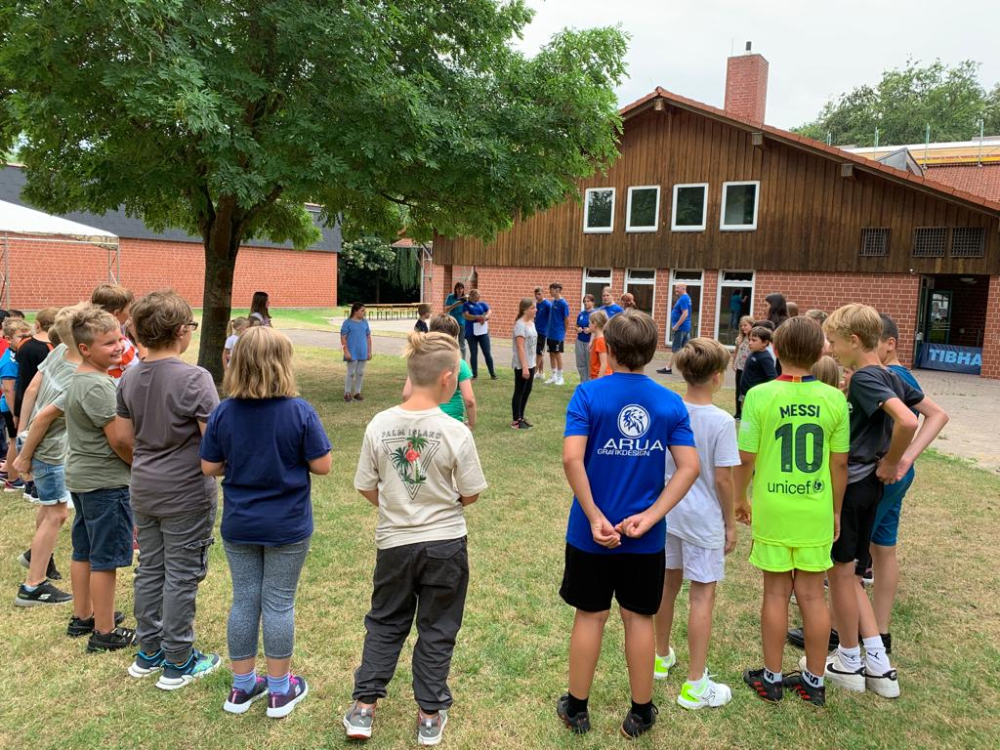 PALM ISLAND
ARUA
GRAFIKDESIGN
MESSI
10
unicef
TIBHA